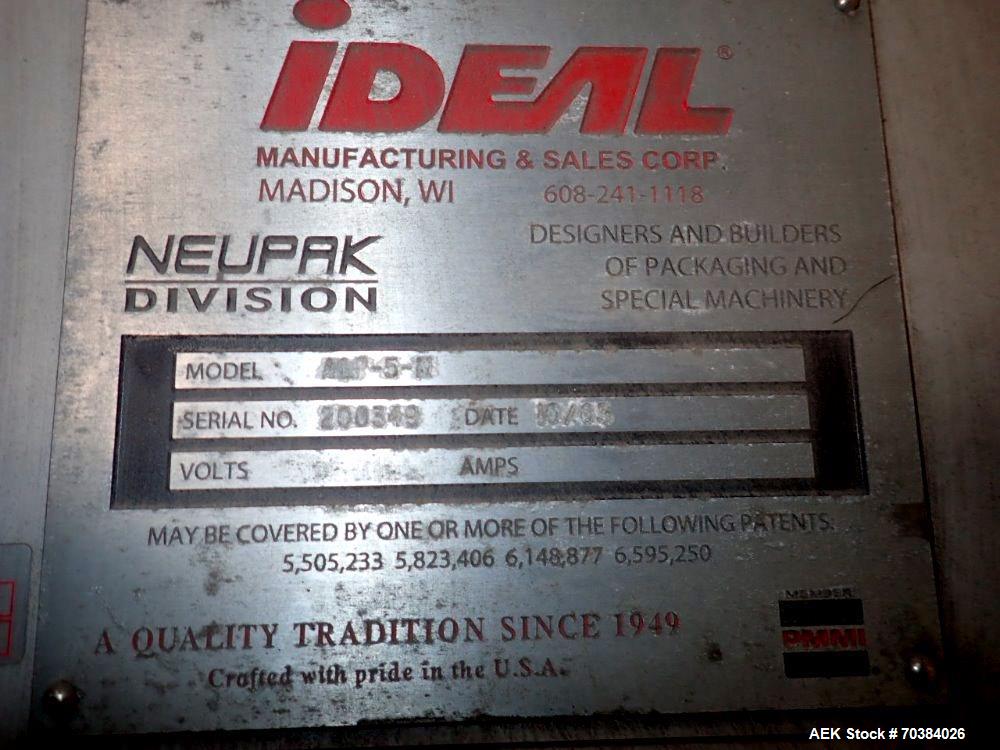 iDEAL®
MANUFACTURING & SALES CORP.
MADISON, WI 608-241-1118
NEUPAK
DIVISION
DESIGNERS AND BUILDERS
OF PACKAGING AND
SPECIAL MACHINERY
MODEL
SERIAL NO. 200349 DATE
VOLTS AMPS
MAY BE COVERED BY ONE OR MORE OF THE FOLLOWING PATENTS:
5,505,233 5,823,406 6,148,877 6,595,250
A QUALITY TRADITION SINCE 1949
Crafted with pride in the U.S.A.
MEMBER
PMMI
AEK Stock #70384026